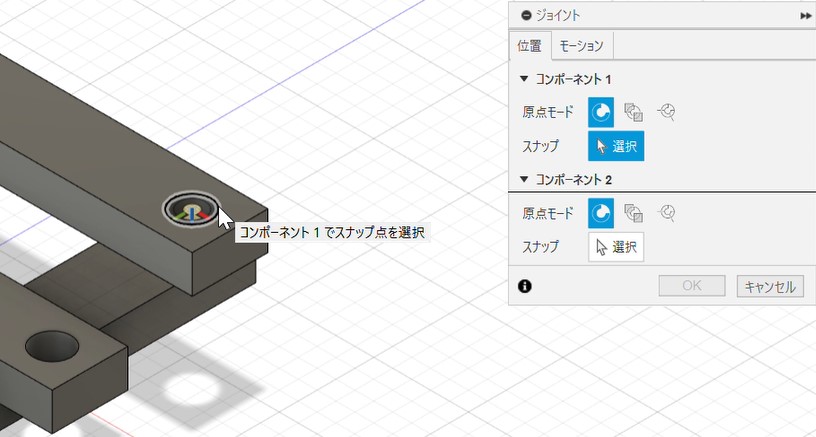 ジョイント
位置 モーション
コンポーネント 1
原点モード
スナップ 選択
コンポーネント 2
原点モード
スナップ 選択
OK キャンセル
コンポーネント 1 でスナップ点を選択